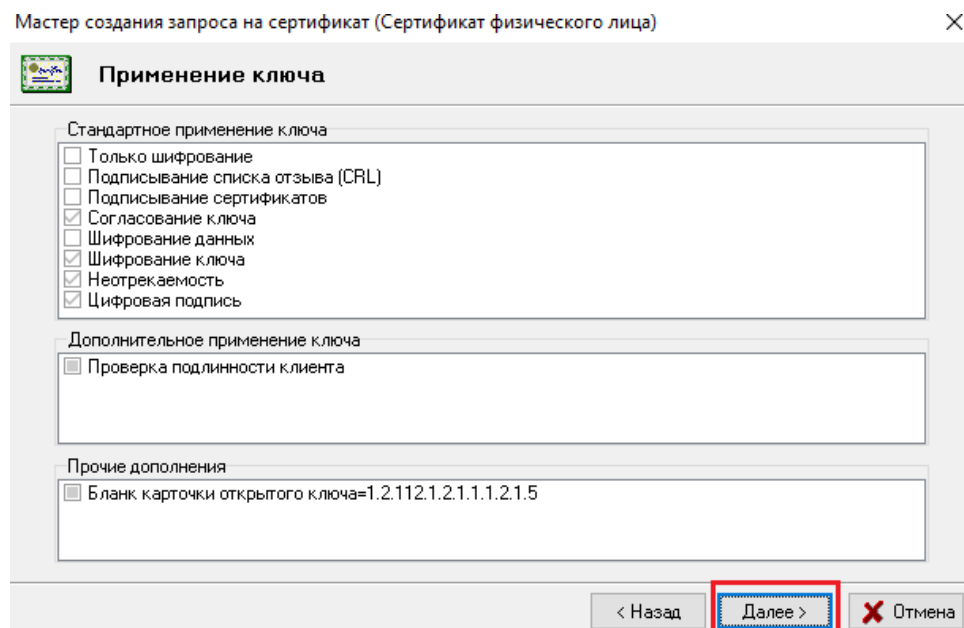 Мастер создания запроса на сертификат (Сертификат физического лица)
Применение ключа
Стандартное применение ключа
Только шифрование
Подписывание списка отзыва (CRL)
Подписывание сертификатов
Согласование ключа
Шифрование данных
Шифрование ключа
Неотрекаемость
Цифровая подпись
Дополнительное применение ключа
Проверка подлинности клиента
Прочие дополнения
Бланк карточки открытого ключа=1.2.112.1.2.1.1.1.2.1.5
< Назад Далее > Отмена